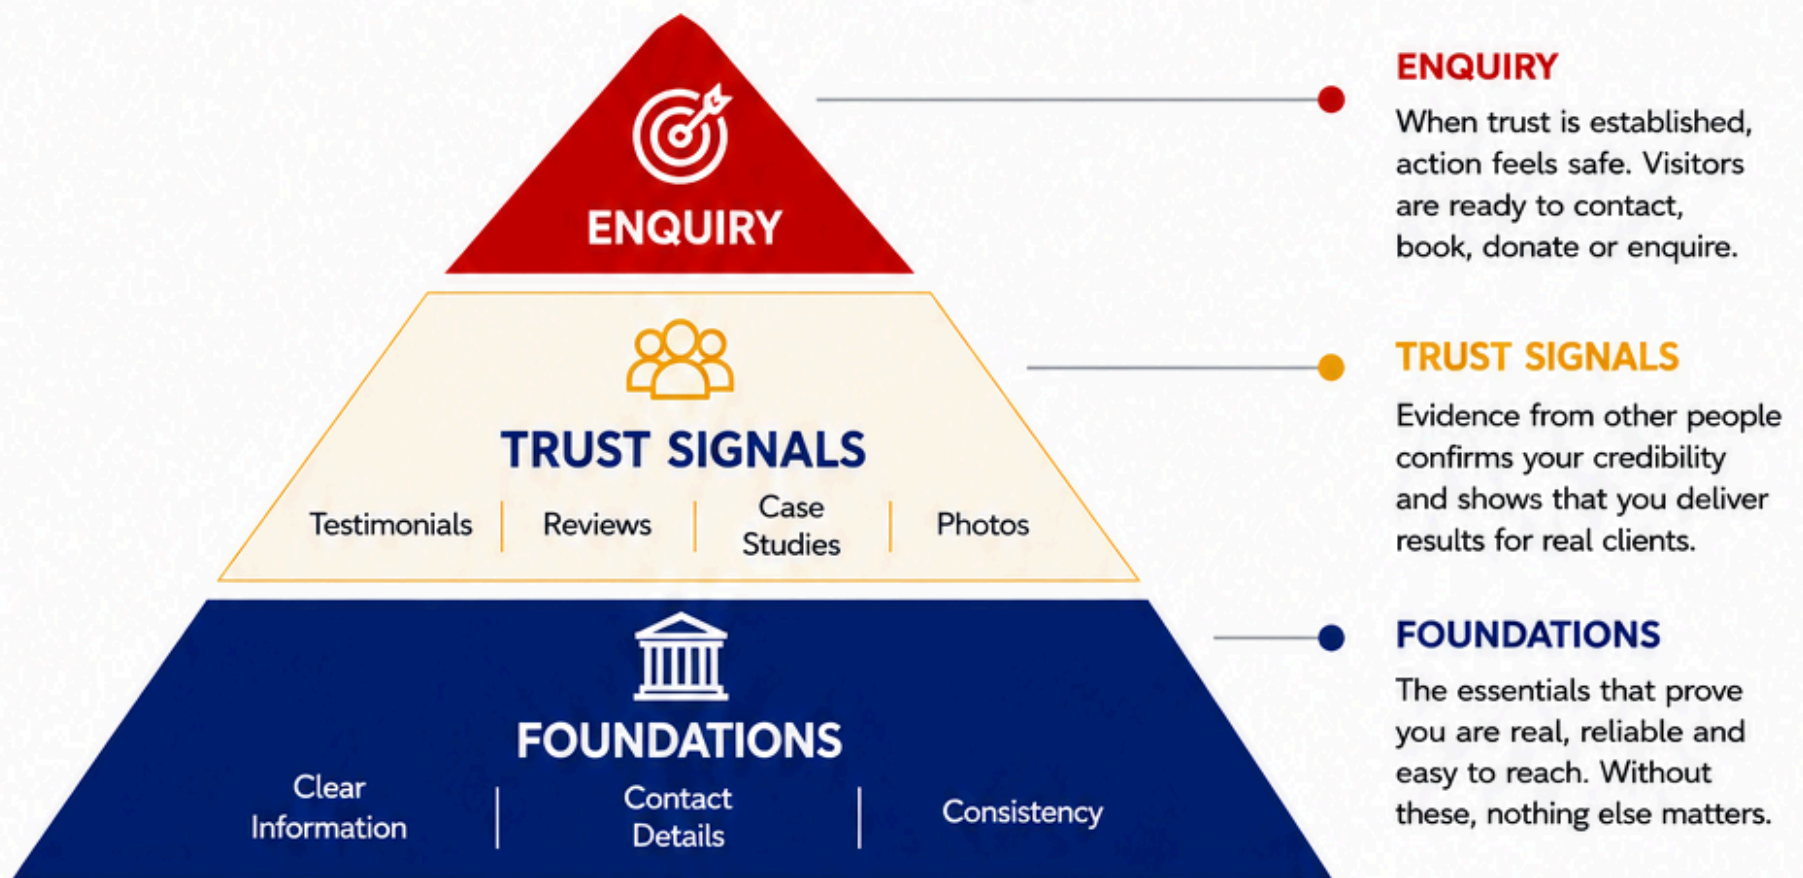 ENQUIRY
TRUST SIGNALS
Testimonials
Reviews
Case
Studies
Photos
FOUNDATIONS
Clear
Information
Contact
Details
Consistency
ENQUIRY
When trust is established,
action feels safe. Visitors
are ready to contact,
book, donate or enquire.
TRUST SIGNALS
Evidence from other people
confirms your credibility
and shows that you deliver
results for real clients.
FOUNDATIONS
The essentials that prove
you are real, reliable and
easy to reach. Without
these, nothing else matters.